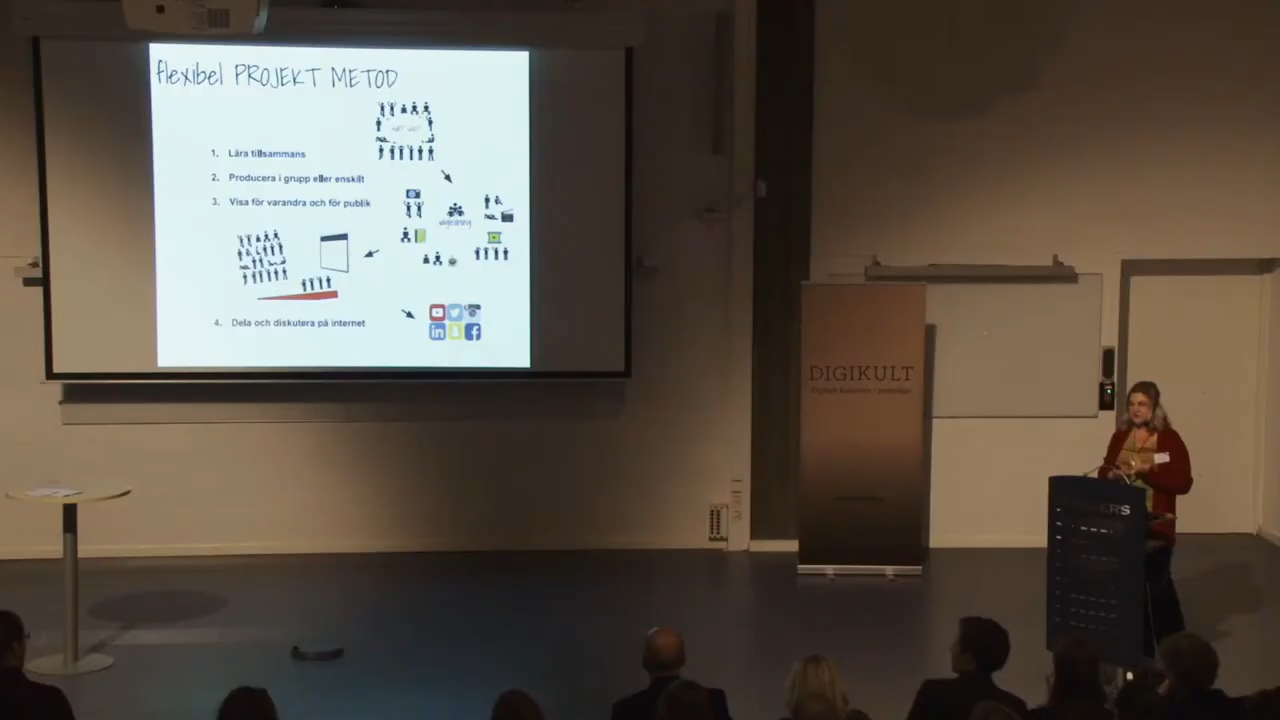 flexibel PROJEKT METOD
1. Lära tillsammans
2. Producera i grupp eller enskilt
3. Visa för varandra och för publik
4. Dela och diskutera på internet
DIGIKULT